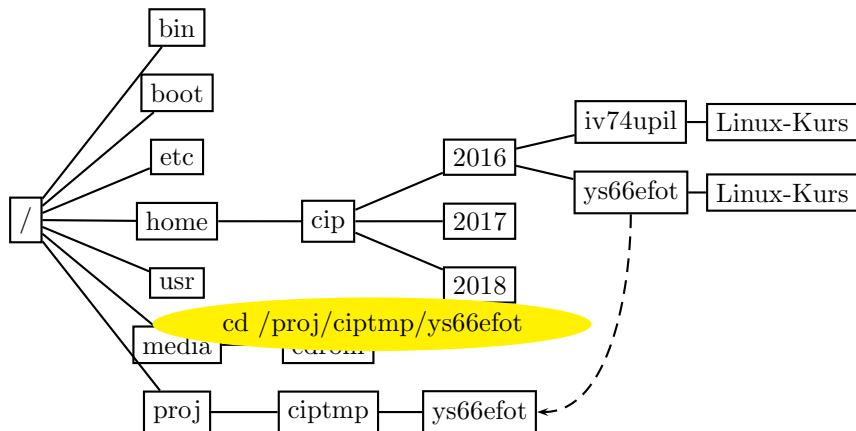 bin
boot
etc
/
home
usr
media
proj
cip
ciptmp
2016
2017
2018
ys66efot
iv74upil
Linux-Kurs
ys66efot
Linux-Kurs
cd /proj/ciptmp/ys66efot